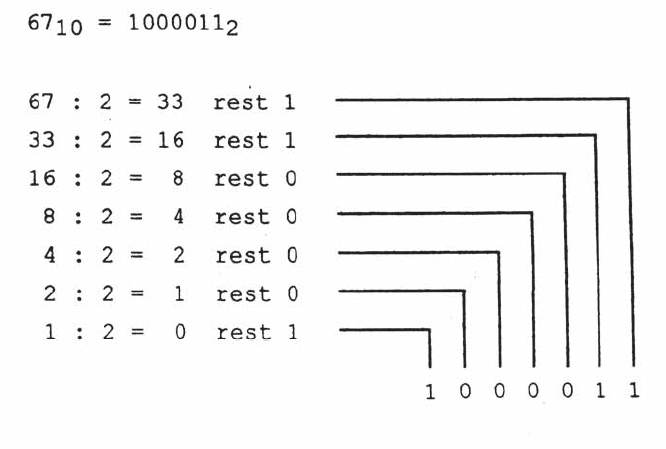 67₁₀ = 1000011₂
67 : 2 = 33 rest 1
33 : 2 = 16 rest 1
16 : 2 = 8 rest 0
8 : 2 = 4 rest 0
4 : 2 = 2 rest 0
2 : 2 = 1 rest 0
1 : 2 = 0 rest 1
1 0 0 0 0 1 1